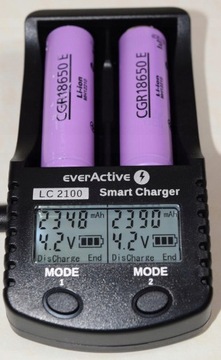 CGR18650 E
Li-ion
CGR18650 E
Li-ion
everActive
LC 2100 Smart Charger
2348 mAh 2390 mAh
4.2V 4.2V
DisCharge End DisCharge End
MODE MODE
1 2